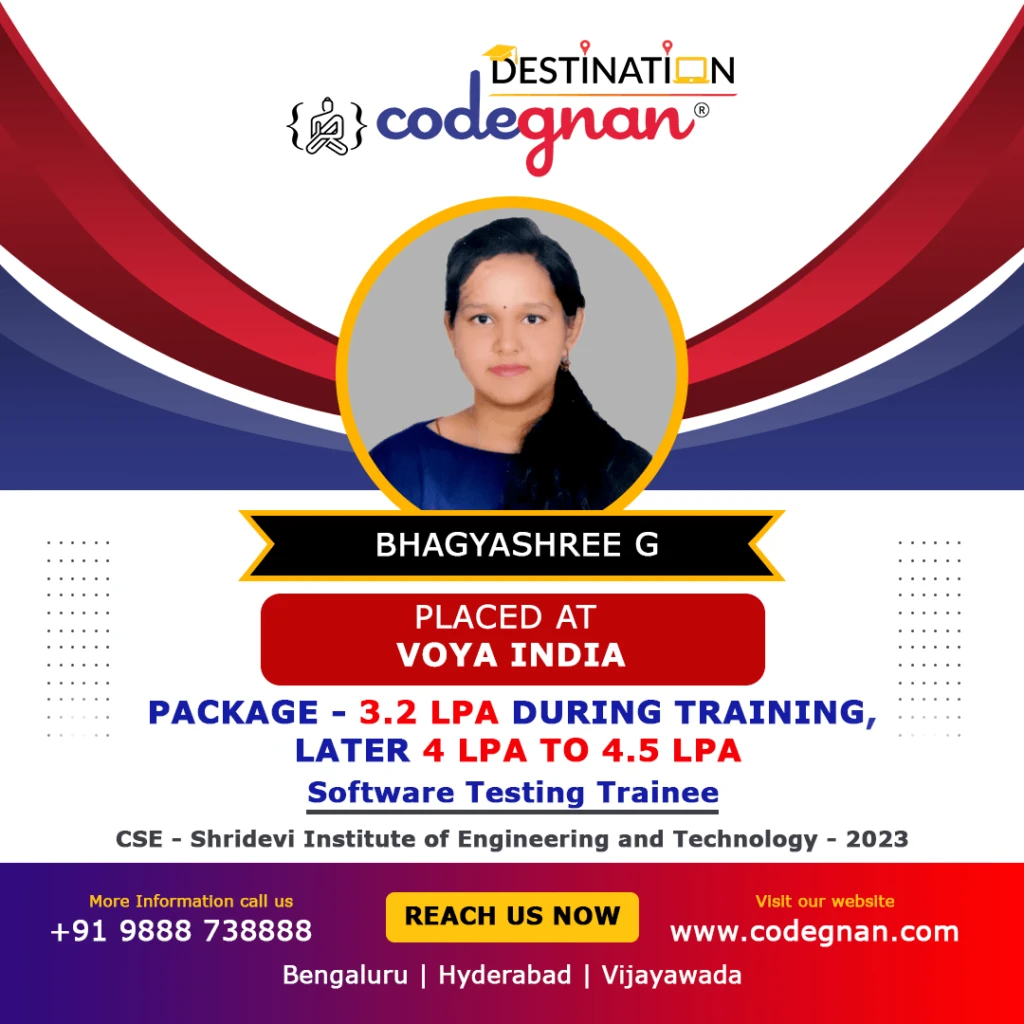 DESTINATION
{ } codegnan®
BHAGYASHREE G
PLACED AT
VOYA INDIA
PACKAGE - 3.2 LPA DURING TRAINING,
LATER 4 LPA TO 4.5 LPA
Software Testing Trainee
CSE - Shridevi Institute of Engineering and Technology - 2023
More Information call us
+91 9888 738888
REACH US NOW
Visit our website
www.codegnan.com
Bengaluru | Hyderabad | Vijayawada